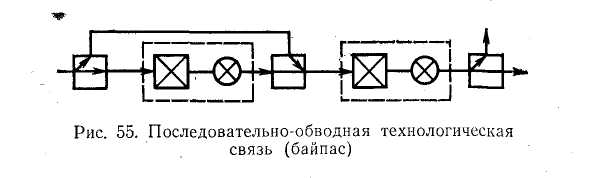 Рис. 55. Последовательно-обводная технологическая
связь (байпас)